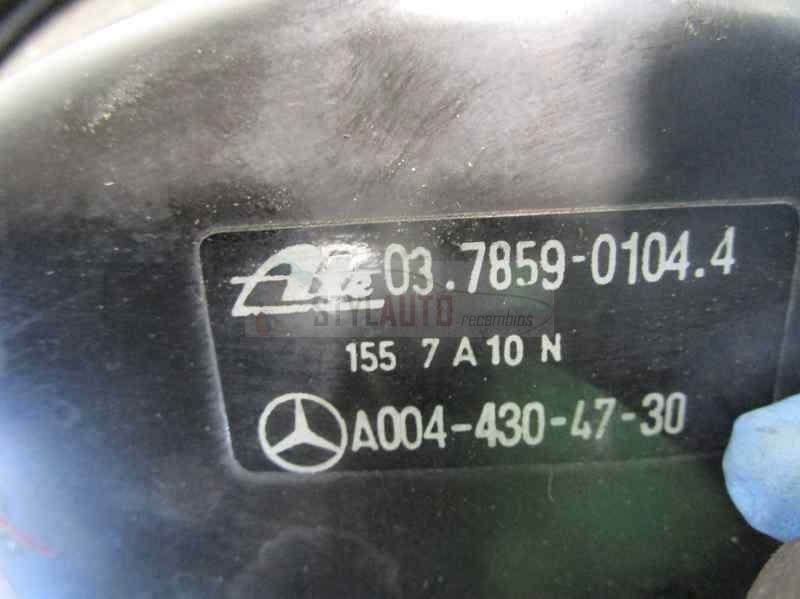 Ate 03.7859-0104.4
STYLAUTO
recambios
155 7 A 10 N
A004-430-47-30